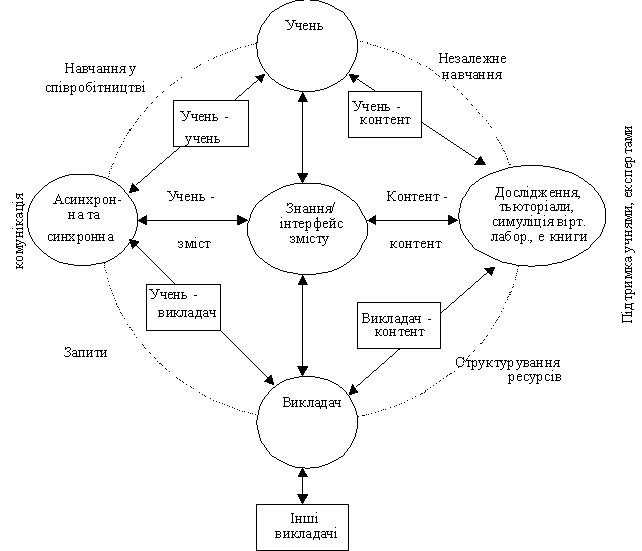 Учень
Навчання у
співробітництві
Незалежне
навчання
Учень -
учень
Учень -
контент
Асинхрон-
на та
синхронна
комунікація
Учень -
зміст
Знання/
інтерфейс
змісту
Контент -
контент
Дослідження,
тьюторіали,
симуліція вірт.
лабор., е книги
Підтримка учнями, експертами
Учень -
викладач
Викладач -
контент
Запити
Структурування
ресурсів
Викладач
Інші
викладачі